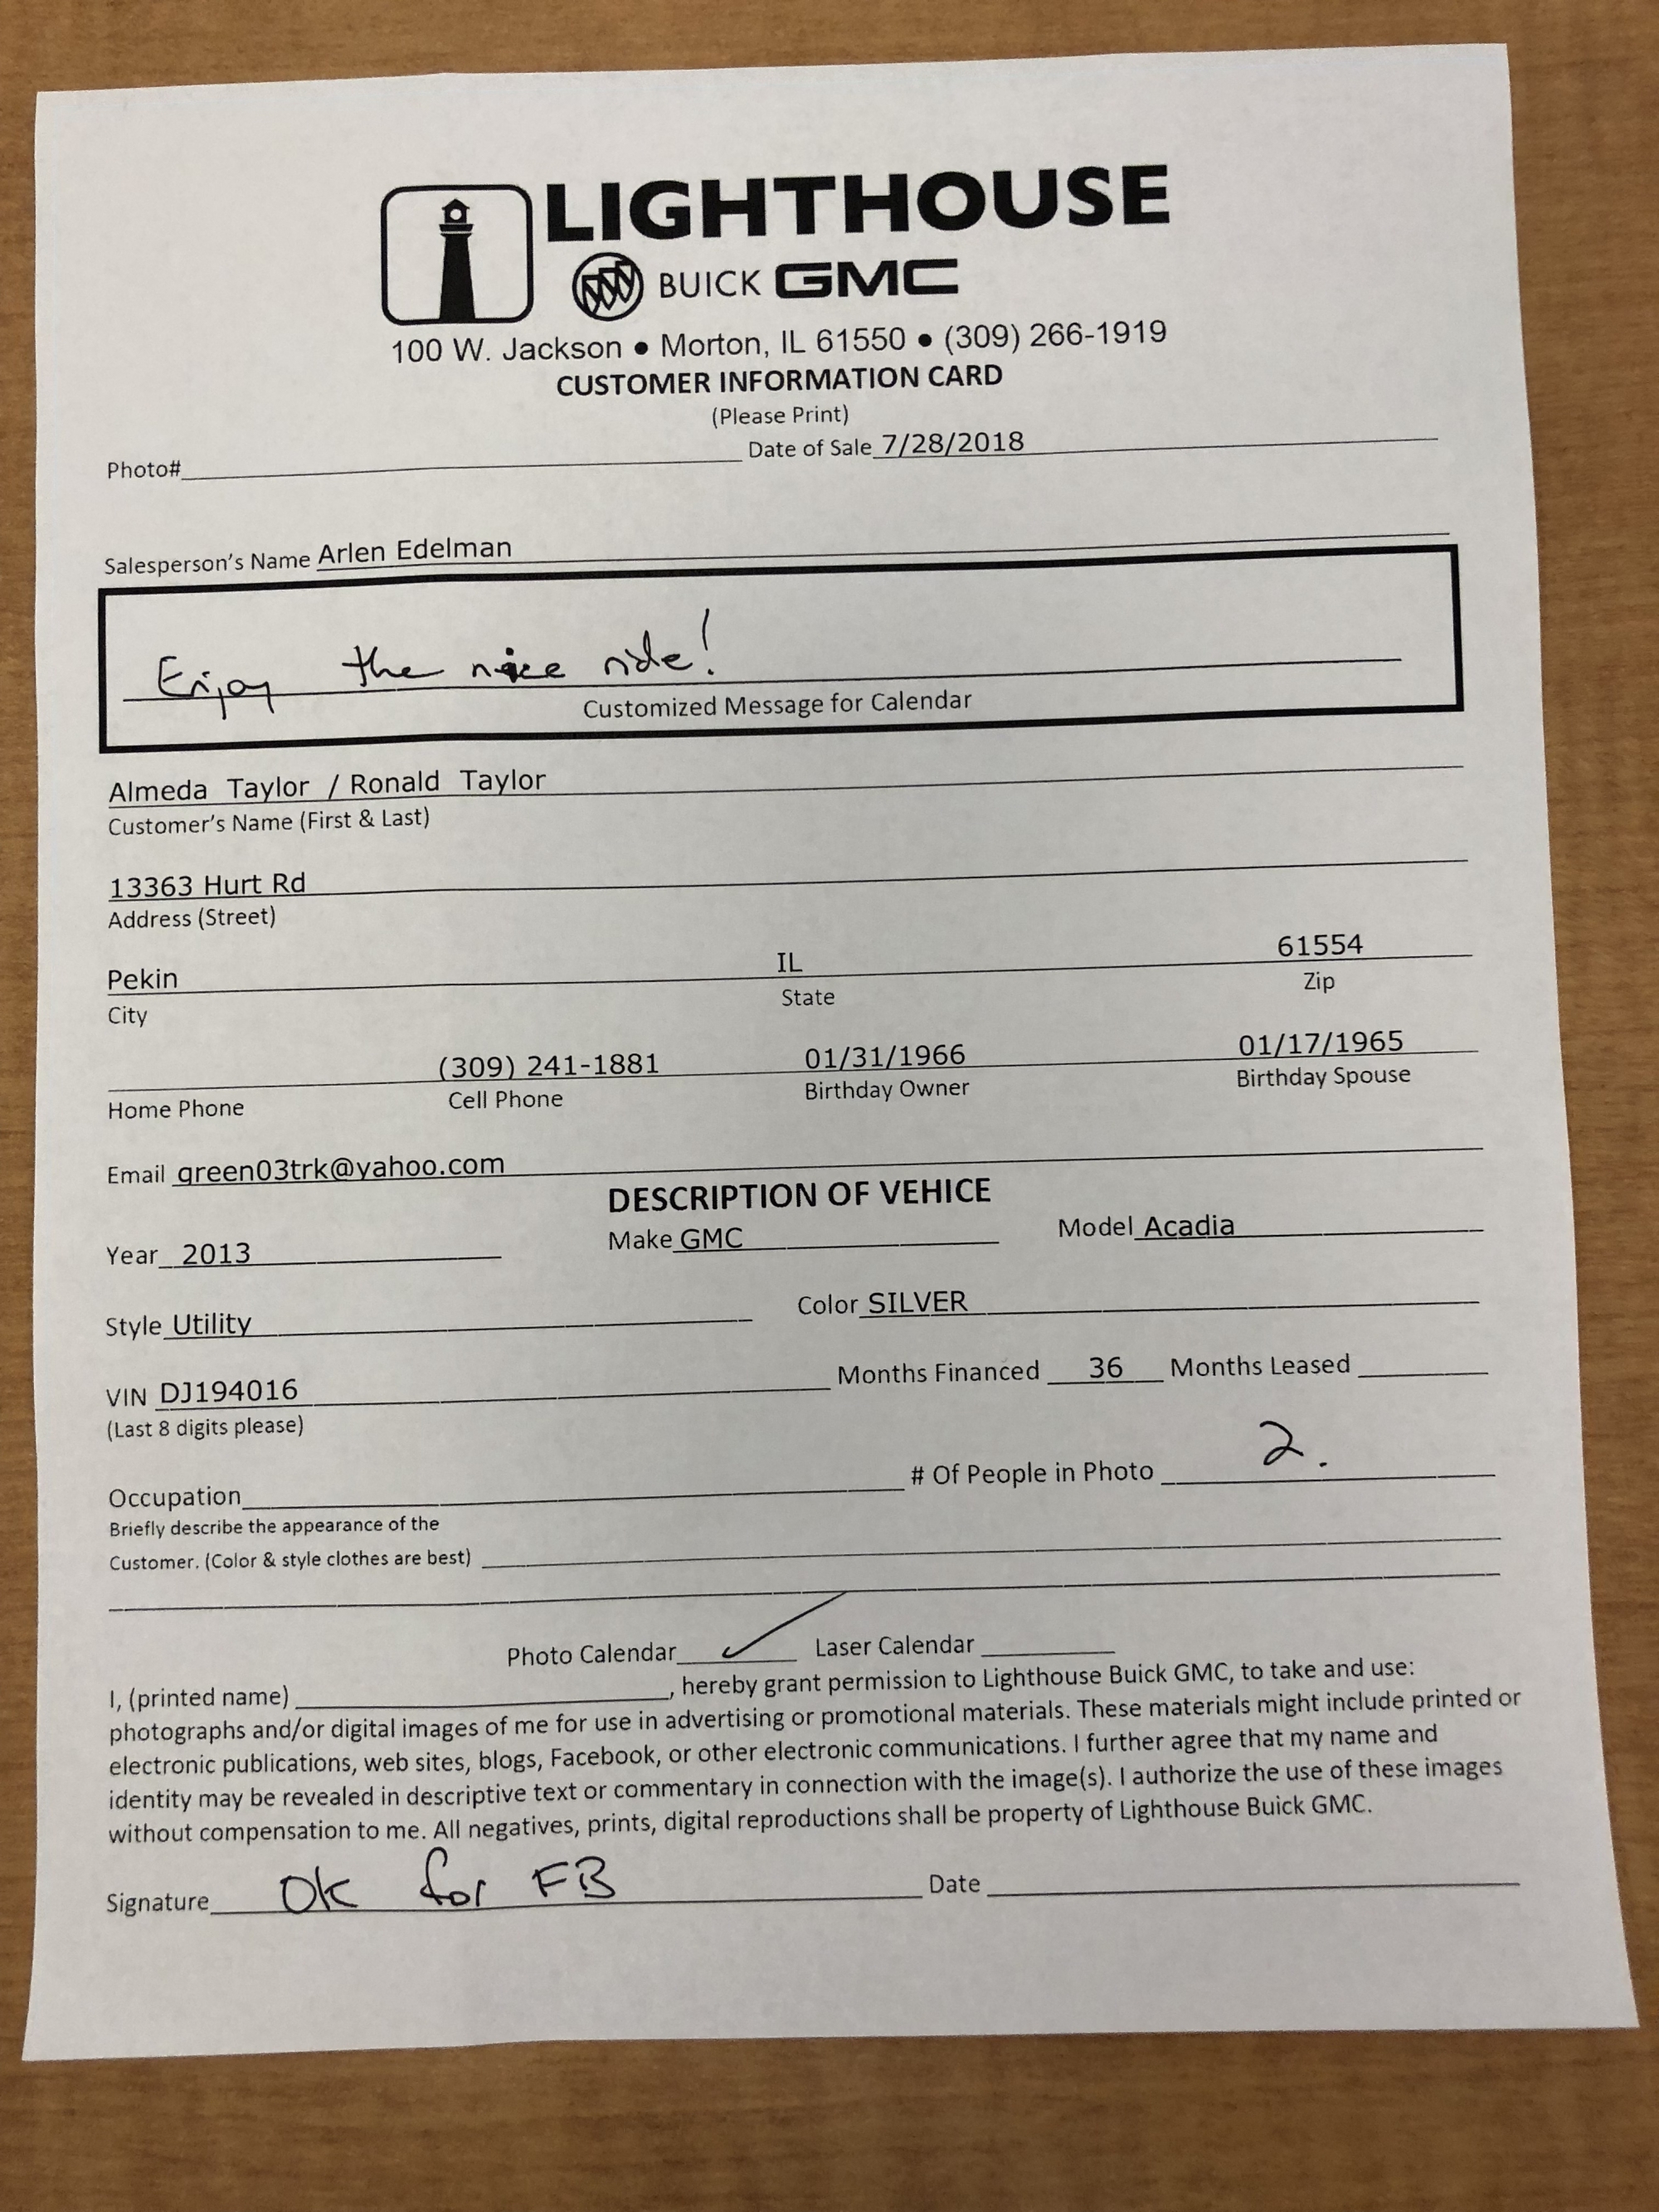 LIGHTHOUSE
BUICK GMC
100 W. Jackson • Morton, IL 61550 • (309) 266-1919
CUSTOMER INFORMATION CARD
(Please Print)
Photo# Date of Sale 7/28/2018
Salesperson's Name Arlen Edelman
Enjoy the nice ride!
Customized Message for Calendar
Almeda Taylor / Ronald Taylor
Customer's Name (First & Last)
13363 Hurt Rd
Address (Street)
Pekin IL 61554
City State Zip
(309) 241-1881 01/31/1966 01/17/1965
Home Phone Cell Phone Birthday Owner Birthday Spouse
Email green03trk@yahoo.com
DESCRIPTION OF VEHICE
Year 2013 Make GMC Model Acadia
Style Utility Color SILVER
VIN DJ194016 Months Financed 36 Months Leased
(Last 8 digits please)
Occupation # Of People in Photo 2.
Briefly describe the appearance of the
Customer. (Color & style clothes are best)
Photo Calendar ✓ Laser Calendar
I, (printed name) , hereby grant permission to Lighthouse Buick GMC, to take and use:
photographs and/or digital images of me for use in advertising or promotional materials. These materials might include printed or
electronic publications, web sites, blogs, Facebook, or other electronic communications. I further agree that my name and
identity may be revealed in descriptive text or commentary in connection with the image(s). I authorize the use of these images
without compensation to me. All negatives, prints, digital reproductions shall be property of Lighthouse Buick GMC.
Signature OK for FB Date